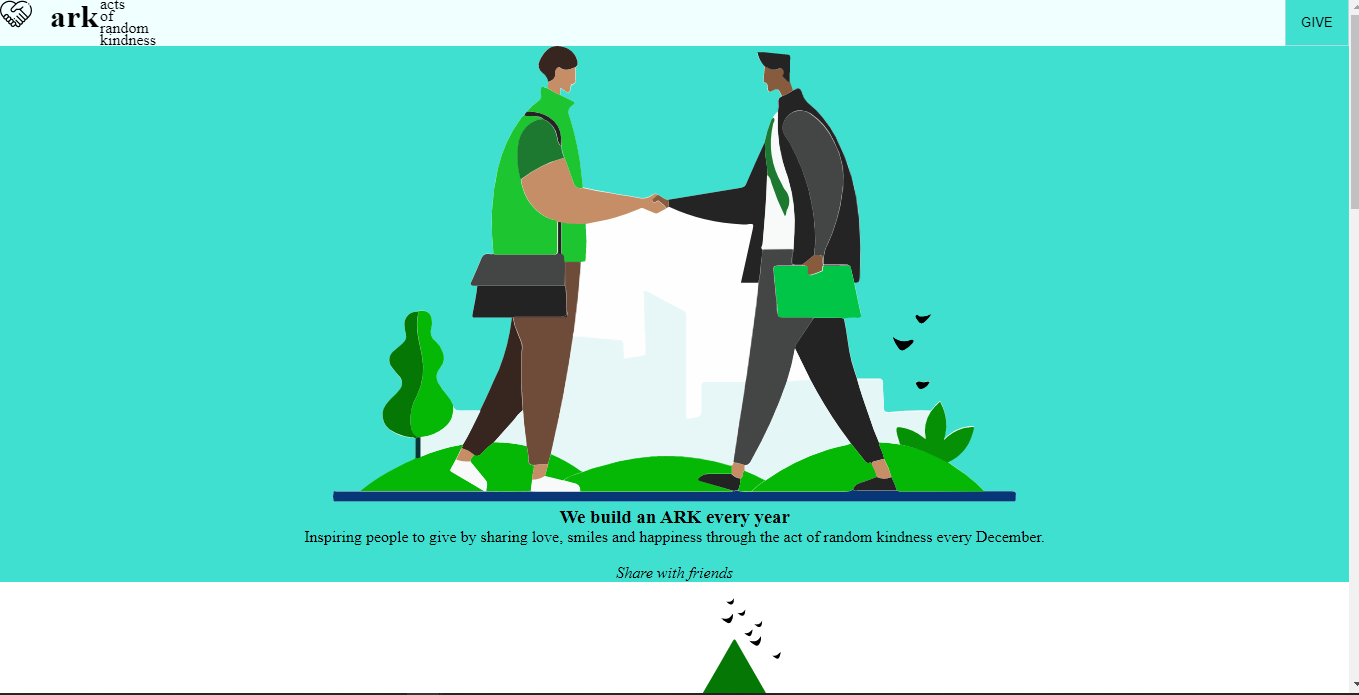 ark
acts
of
random
kindness
GIVE
We build an ARK every year
Inspiring people to give by sharing love, smiles and happiness through the act of random kindness every December.
Share with friends